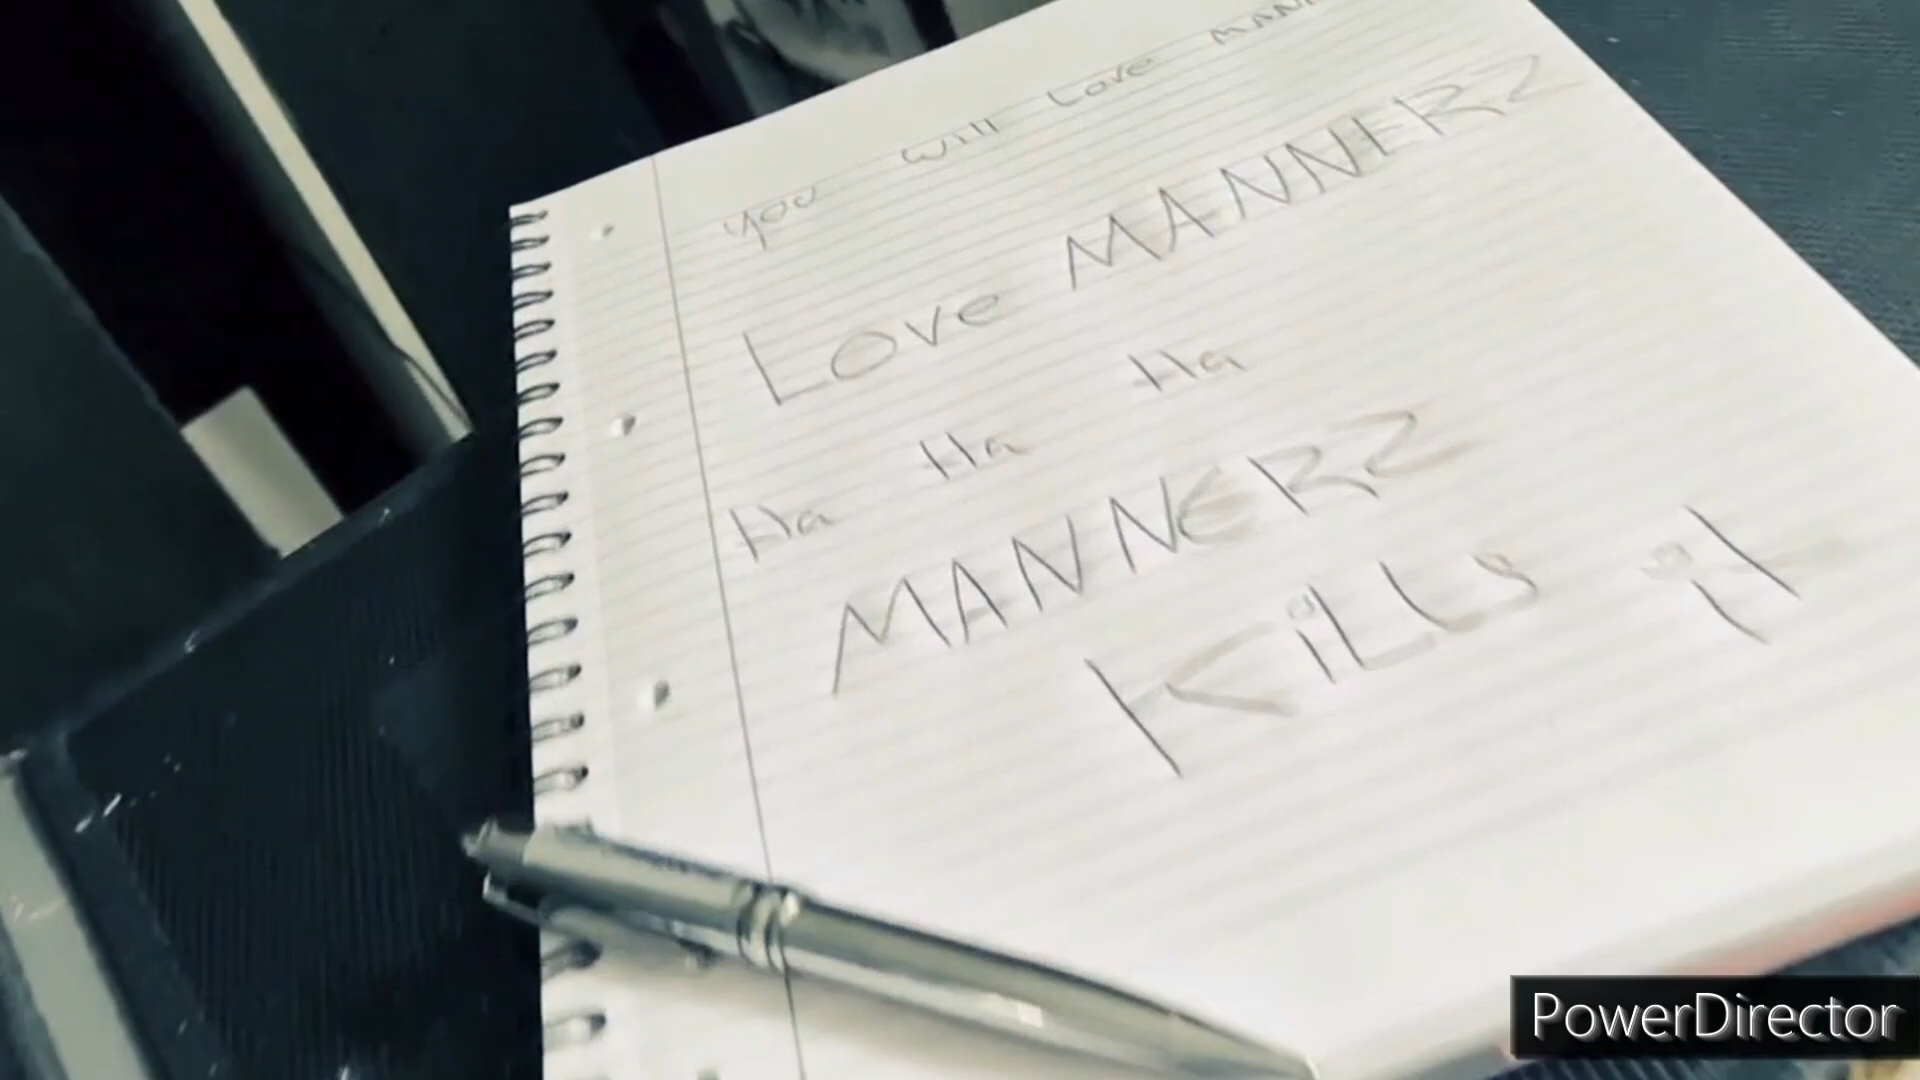 you will Love MANN
Love MANNERZ
Ha Ha Ha
MANNERZ
KiLLs ;)
PowerDirector